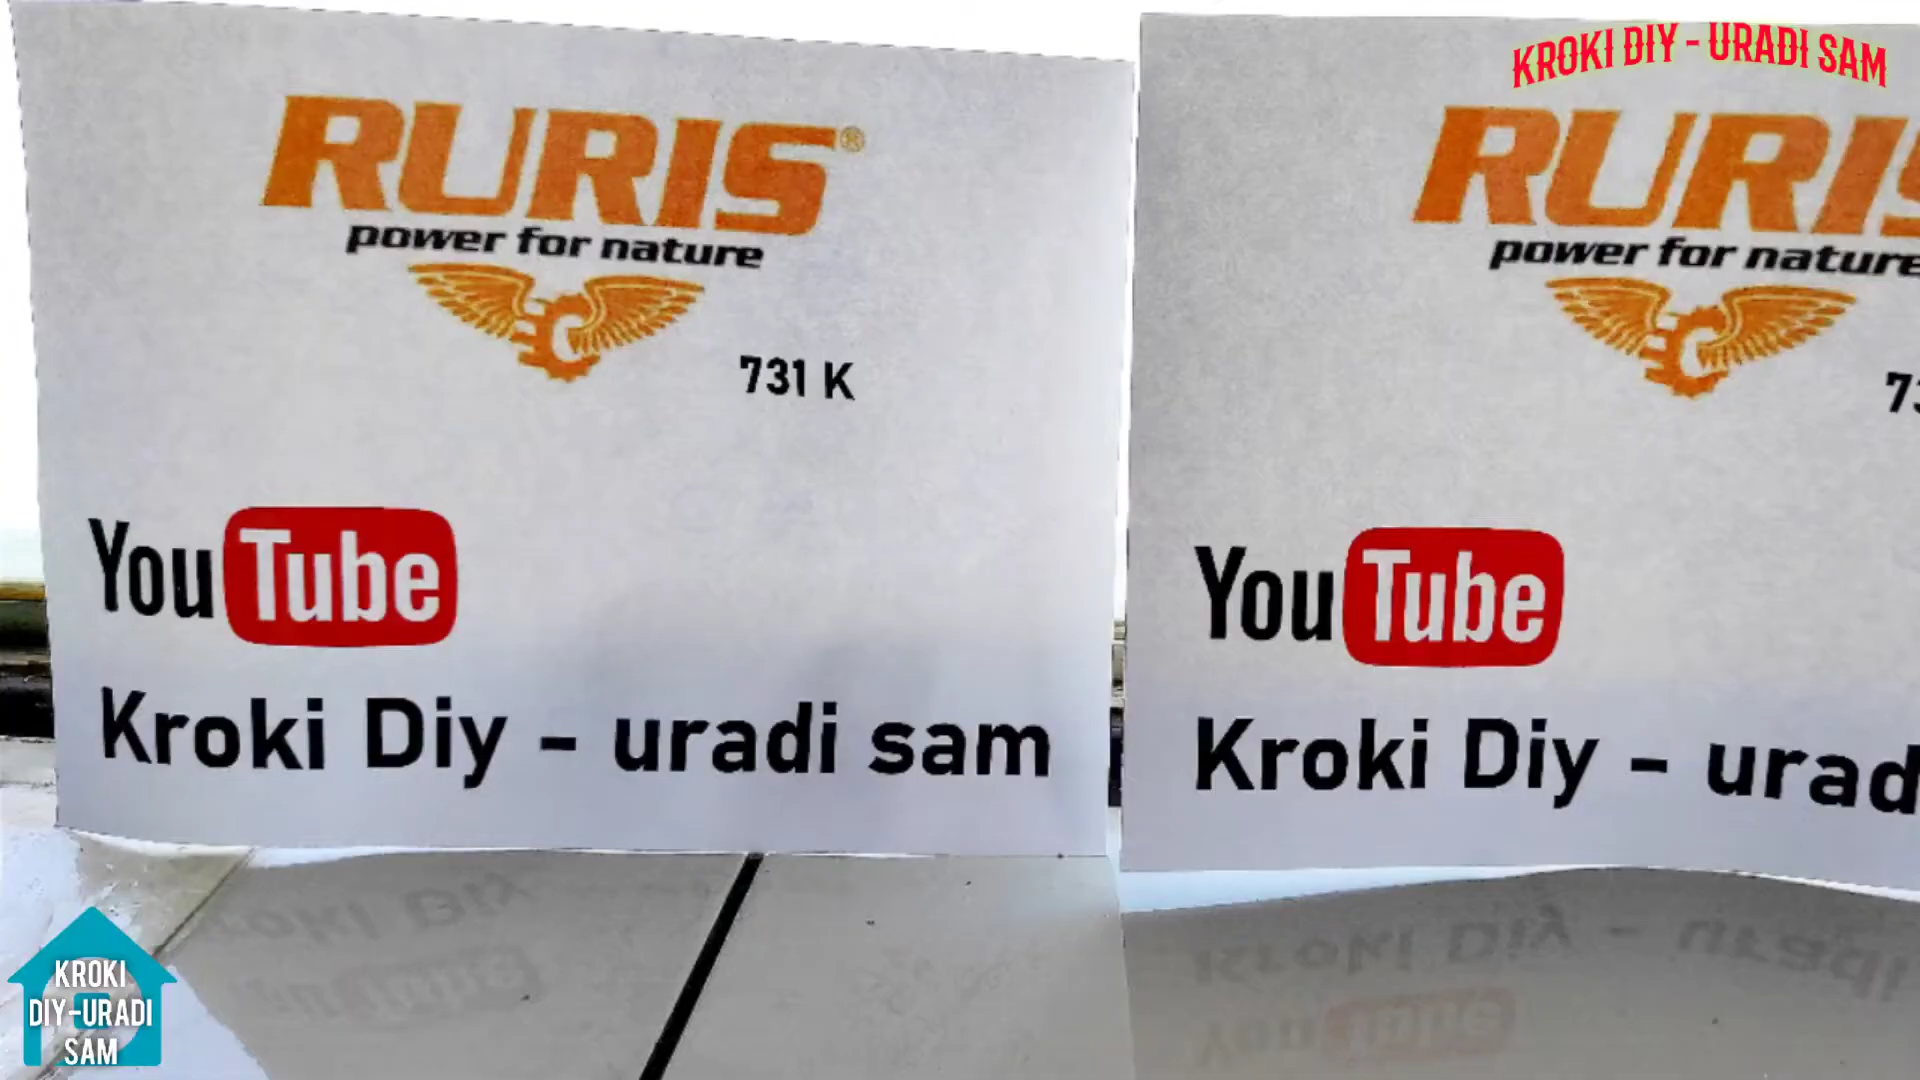 KROKI DIY - URADI SAM
RURIS®
power for nature
731 K
YouTube
Kroki Diy - uradi sam
RURIS
power for nature
73
YouTube
Kroki Diy - urad
KROKI
DIY-URADI
SAM